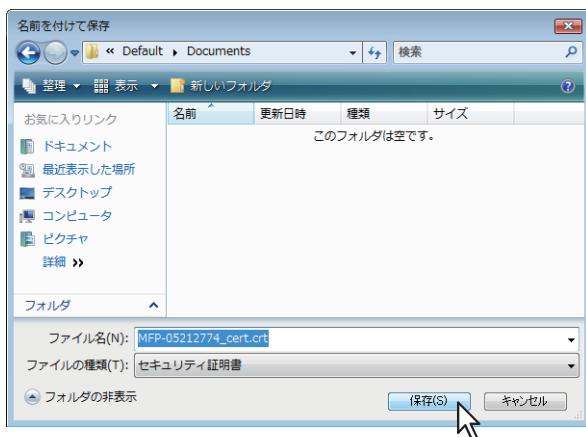 名前を付けて保存
« Default ▸ Documents
検索
整理 表示 新しいフォルダ
お気に入りリンク
ドキュメント
最近表示した場所
デスクトップ
コンピュータ
ピクチャ
詳細 »
フォルダ
名前 更新日時 種類 サイズ
このフォルダは空です。
ファイル名(N): MFP-05212774_cert.crt
ファイルの種類(T): セキュリティ証明書
フォルダの非表示
保存(S) キャンセル